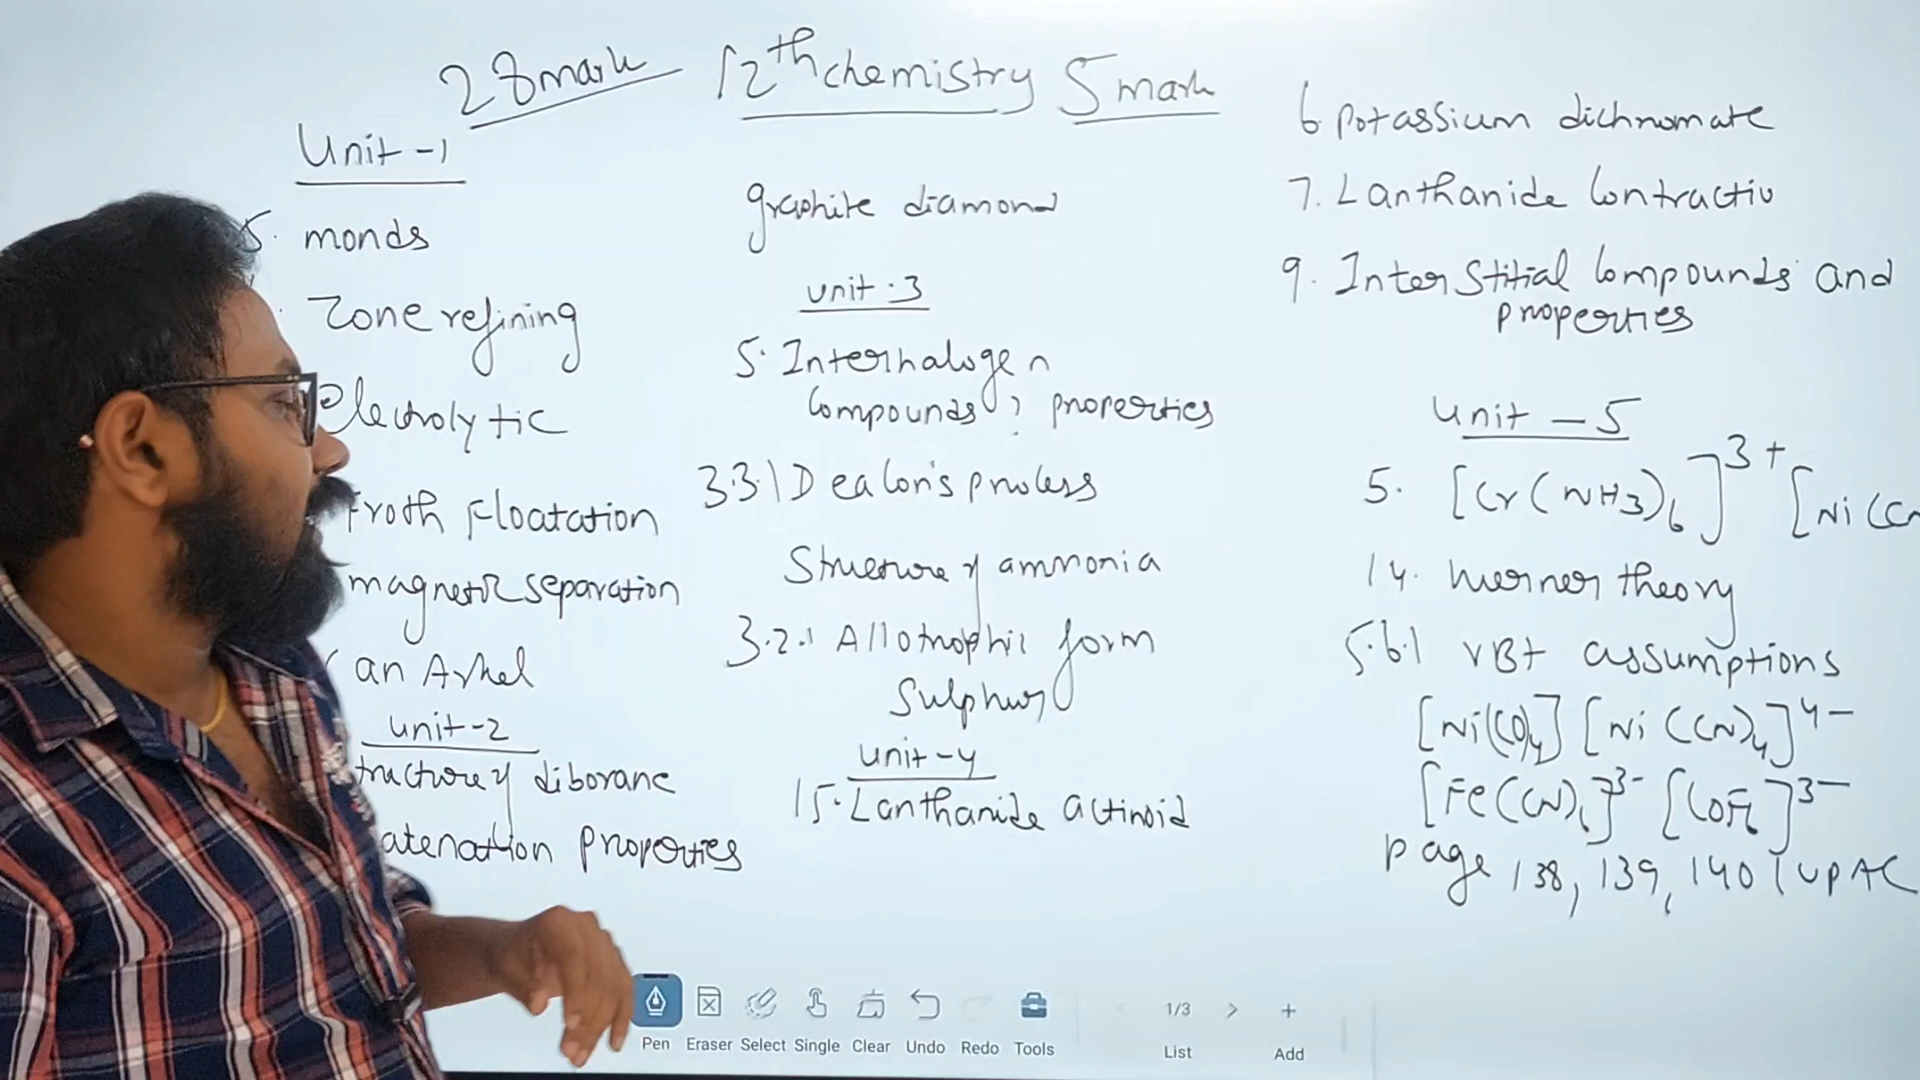 28mark 12th chemistry 5 mark
Unit-1
5. monds
Zone refining
Electrolytic
Froth Floatation
magnetic separation
an Arkel
unit-2
tructure of diborane
atenation properties
graphite diamond
unit.3
5. Interhalogen
Compounds, properties
3.3.1 Deacon's process
Structure of ammonia
3.2.1 Allotrophic form
Sulphur
unit-4
15. Lanthanide actinoid
6 potassium dichromate
7. Lanthanide Contractio
9. Interstitial Compounds and
properties
unit-5
5. [Cr(NH3)6]3+ [Ni(CN
14. Werner theory
5.6.1 VBT assumptions
[Ni(CO)4] [Ni(CN)4]4-
[Fe(CN)6]3- [CoF6]3-
page 138, 139, 140 IUPAC
Pen Eraser Select Single Clear Undo Redo Tools
1/3
List
Add